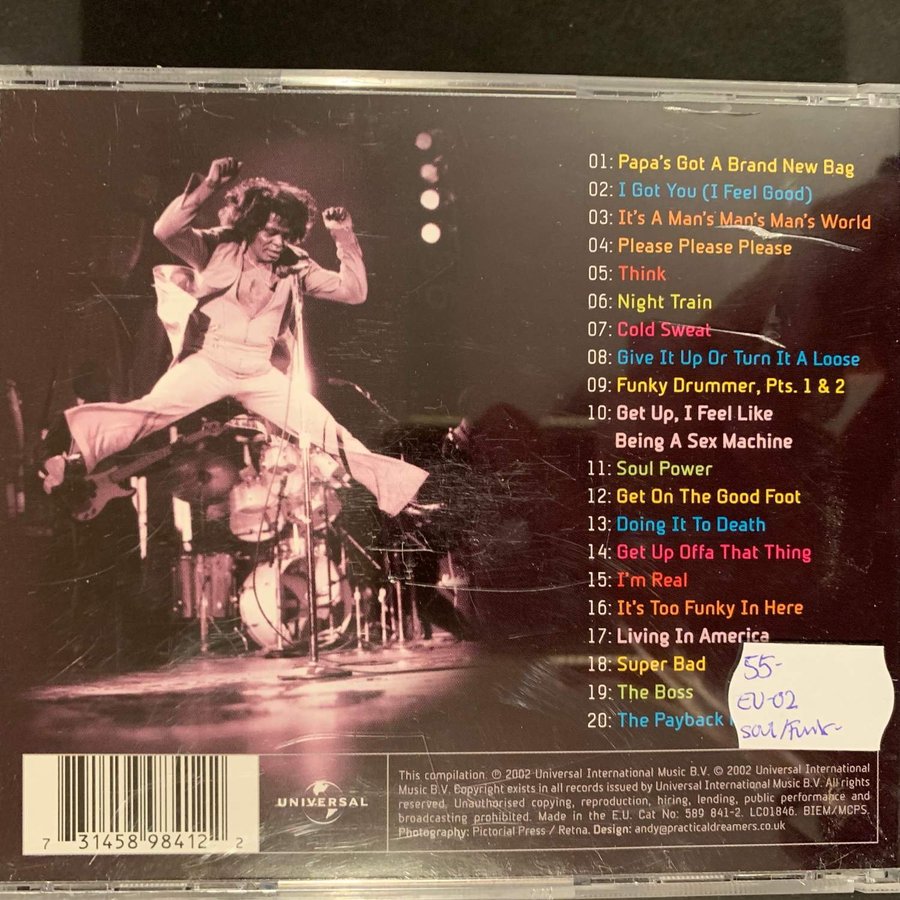 01: Papa's Got A Brand New Bag
02: I Got You (I Feel Good)
03: It's A Man's Man's Man's World
04: Please Please Please
05: Think
06: Night Train
07: Cold Sweat
08: Give It Up Or Turn It A Loose
09: Funky Drummer, Pts. 1 & 2
10: Get Up, I Feel Like
Being A Sex Machine
11: Soul Power
12: Get On The Good Foot
13: Doing It To Death
14: Get Up Offa That Thing
15: I'm Real
16: It's Too Funky In Here
17: Living In America
18: Super Bad
19: The Boss
20: The Payback
55-
EU-02
Soul/Funk-
7 31458 98412 2
UNIVERSAL
This compilation. ℗ 2002 Universal International Music B.V. © 2002 Universal International
Music B.V. Copyright exists in all records issued by Universal International Music B.V. All rights
reserved. Unauthorised copying, reproduction, hiring, lending, public performance and
broadcasting prohibited. Made in the E.U. Cat No: 589 841-2. LC01846. BIEM/MCPS.
Photography: Pictorial Press / Retna. Design: andy@practicaldreamers.co.uk